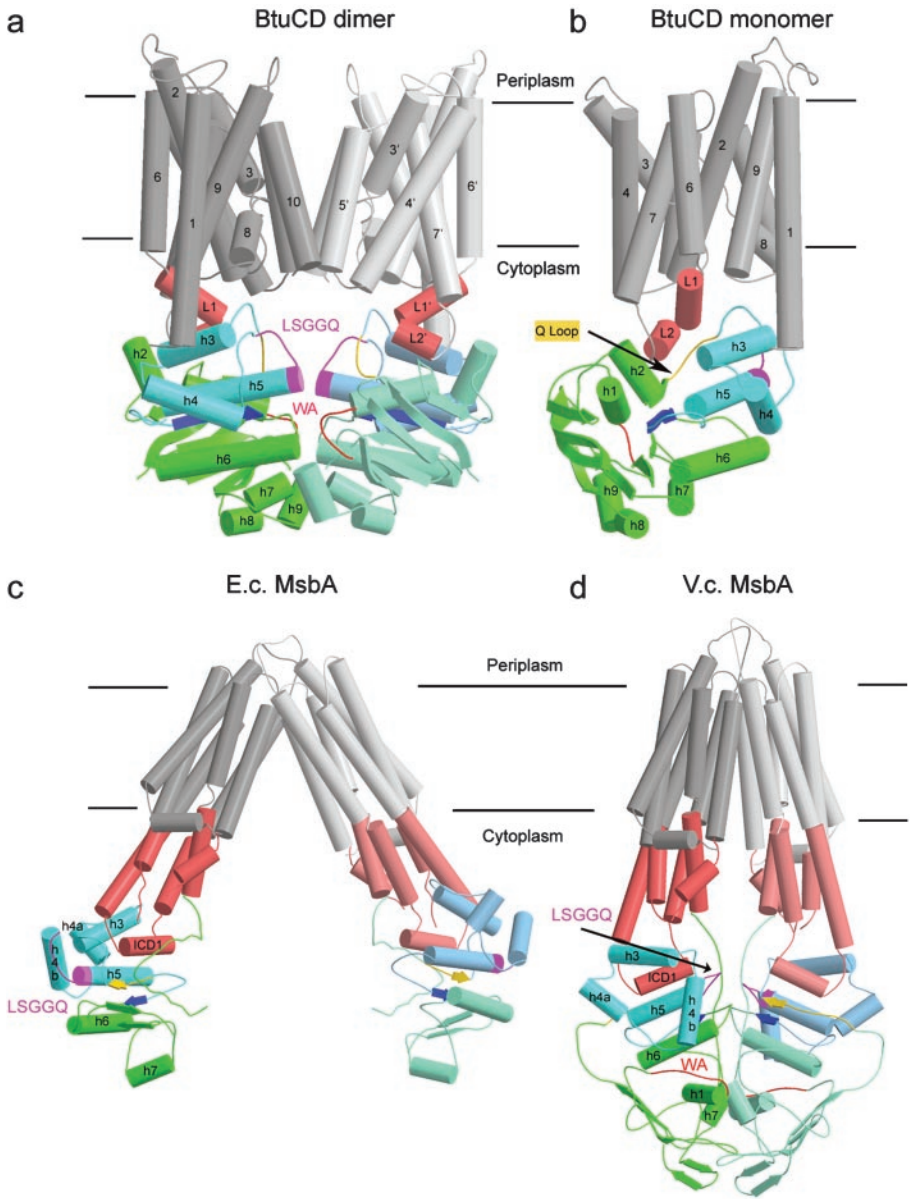 a
BtuCD dimer
b
BtuCD monomer
Periplasm
2
6
9
3
1
8
10
5'
3'
4'
6'
7'
3
4
7
6
2
9
8
1
Cytoplasm
L1
L1'
L2'
LSGGQ
h2
h3
h5
h4
WA
h6
h7
h8
h9
L1
L2
Q Loop
h2
h1
h3
h5
h4
h6
h7
h9
h8
c
E.c. MsbA
d
V.c. MsbA
Periplasm
Cytoplasm
h4a
h3
h4b
ICD1
h5
LSGGQ
h6
h7
LSGGQ
h3
ICD1
h4a
h5
h4b
h6
WA
h1
h7